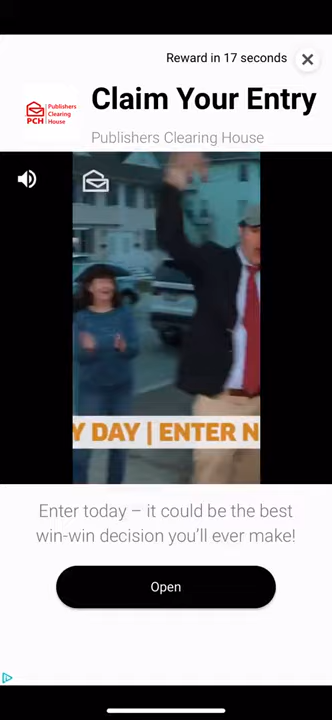 Reward in 17 seconds
Publishers
Clearing
House
PCH
Claim Your Entry
Publishers Clearing House
Y DAY | ENTER N
Enter today – it could be the best
win-win decision you'll ever make!
Open